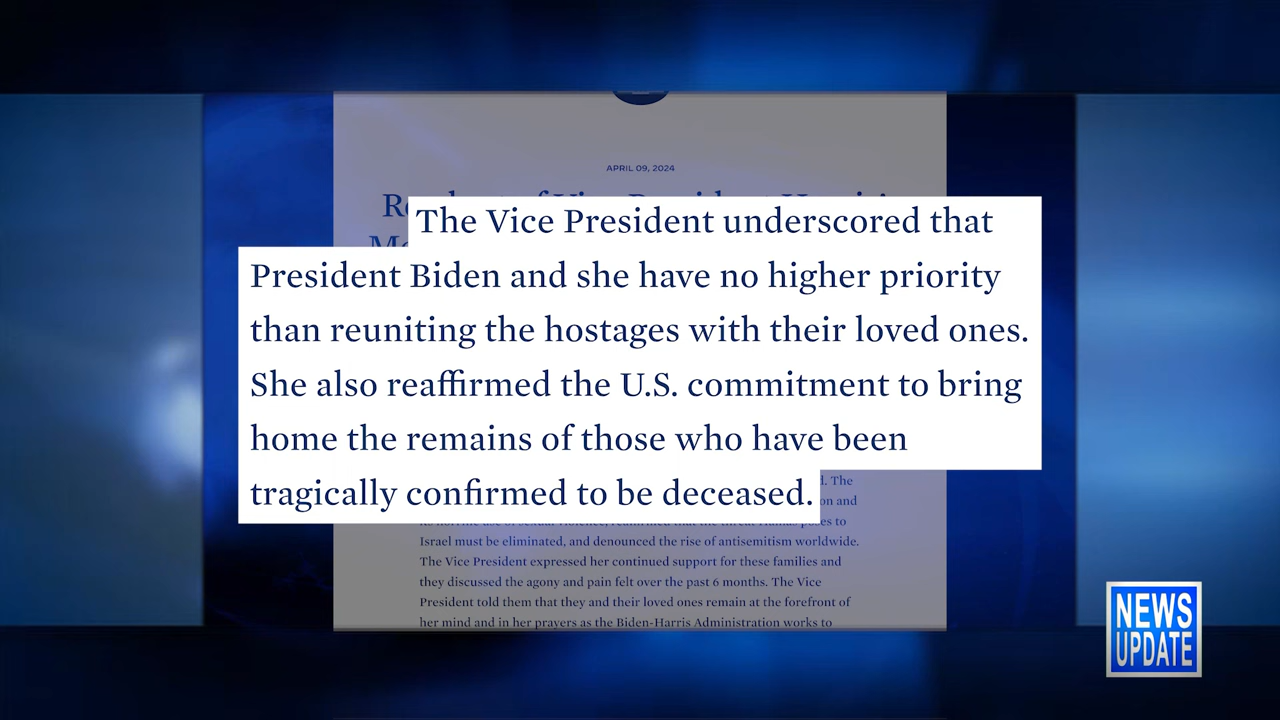 APRIL 09, 2024
The Vice President underscored that
President Biden and she have no higher priority
than reuniting the hostages with their loved ones.
She also reaffirmed the U.S. commitment to bring
home the remains of those who have been
tragically confirmed to be deceased.
The
and
to
Israel must be eliminated, and denounced the rise of antisemitism worldwide.
The Vice President expressed her continued support for these families and
they discussed the agony and pain felt over the past 6 months. The Vice
President told them that they and their loved ones remain at the forefront of
her mind and in her prayers as the Biden-Harris Administration works to
NEWS
UPDATE